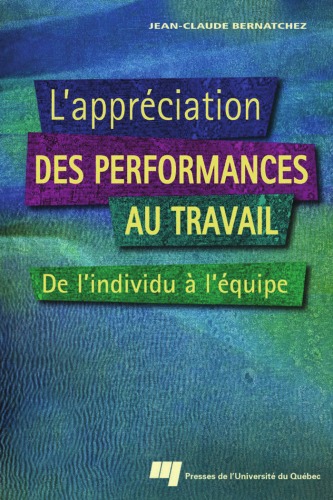 JEAN-CLAUDE BERNATCHEZ
L'appréciation
DES PERFORMANCES
AU TRAVAIL
De l'individu à l'équipe
Presses de l'Université du Québec